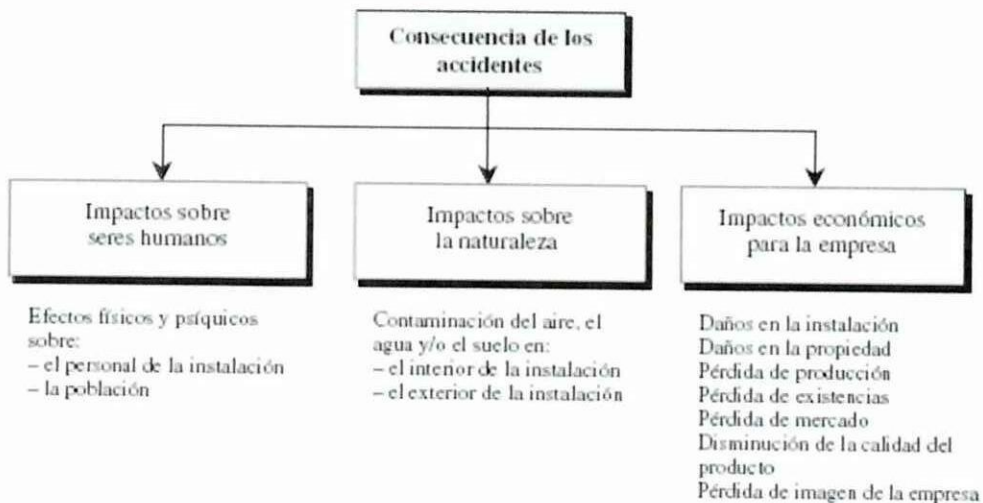 Consecuencia de los
accidentes
Impactos sobre
seres humanos
Efectos físicos y psíquicos
sobre:
– el personal de la instalación
– la población
Impactos sobre
la naturaleza
Contaminación del aire, el
agua y/o el suelo en:
– el interior de la instalación
– el exterior de la instalación
Impactos económicos
para la empresa
Daños en la instalación
Daños en la propiedad
Pérdida de producción
Pérdida de existencias
Pérdida de mercado
Disminución de la calidad del
producto
Pérdida de imagen de la empresa